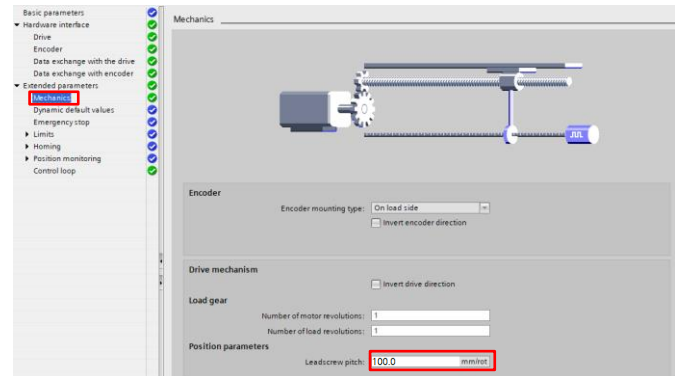 Basic parameters
Hardware interface
Drive
Encoder
Data exchange with the drive
Data exchange with encoder
Extended parameters
Mechanics
Dynamic default values
Emergency stop
Limits
Homing
Position monitoring
Control loop
Mechanics
Encoder
Encoder mounting type: On load side
Invert encoder direction
Drive mechanism
Invert drive direction
Load gear
Number of motor revolutions: 1
Number of load revolutions: 1
Position parameters
Leadscrew pitch: 100.0 mm/rot